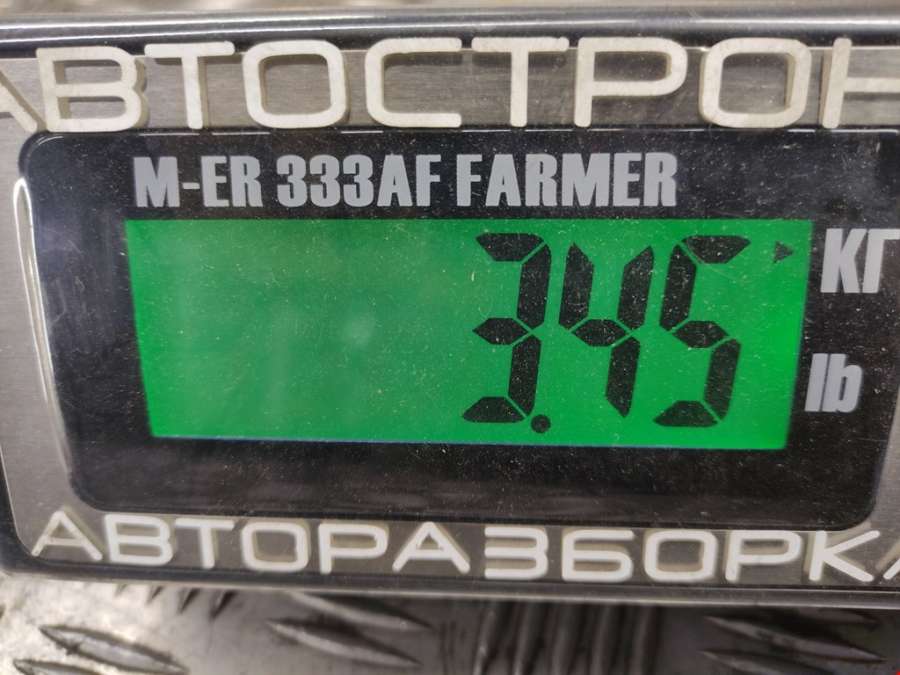 АВТОСТРОН
M-ER 333AF FARMER
3.45
КГ
lb
АВТОРАЗБОРКА